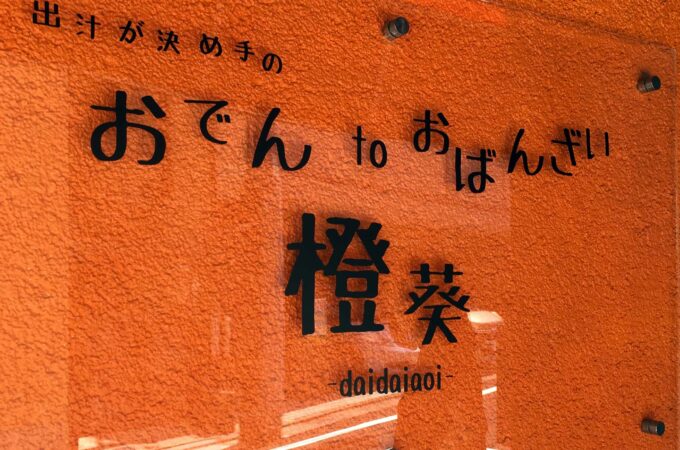 出汁が決め手の
おでん to おばんざい
橙葵
-daidaiaoi-